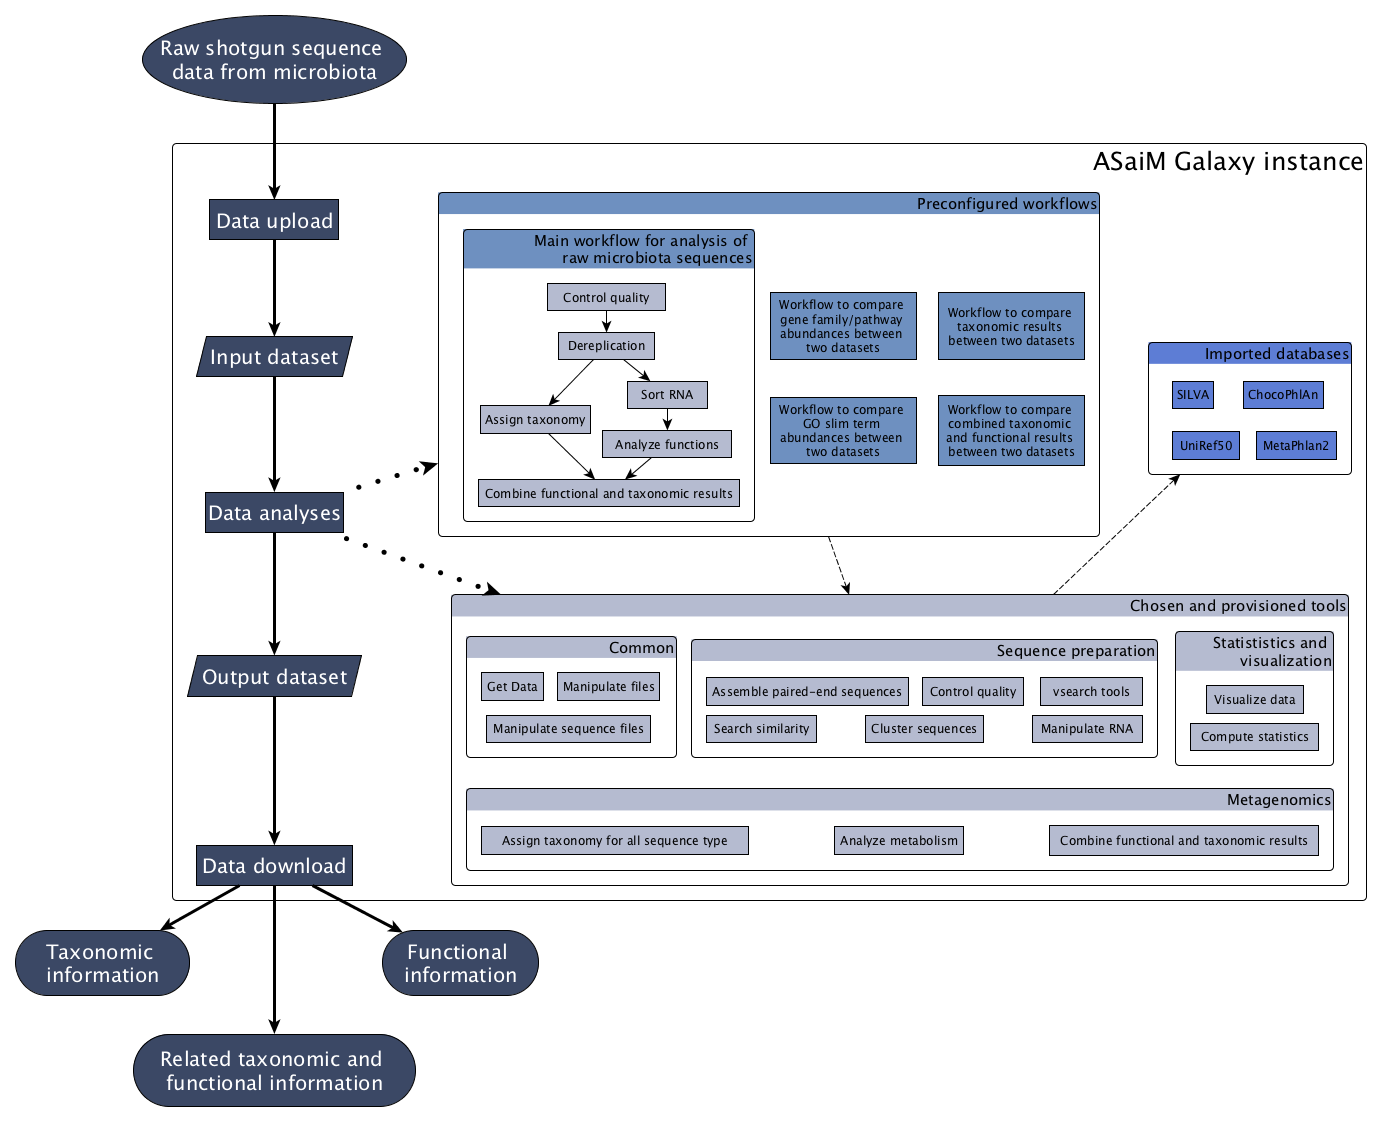 Raw shotgun sequence
data from microbiota
ASaiM Galaxy instance
Data upload
Input dataset
Data analyses
Output dataset
Data download
Taxonomic
information
Functional
information
Related taxonomic and
functional information
Preconfigured workflows
Main workflow for analysis of
raw microbiota sequences
Control quality
Dereplication
Sort RNA
Assign taxonomy
Analyze functions
Combine functional and taxonomic results
Workflow to compare
gene family/pathway
abundances between
two datasets
Workflow to compare
taxonomic results
between two datasets
Workflow to compare
GO slim term
abundances between
two datasets
Workflow to compare
combined taxonomic
and functional results
between two datasets
Imported databases
SILVA
ChocoPhlAn
UniRef50
MetaPhlan2
Chosen and provisioned tools
Common
Get Data
Manipulate files
Manipulate sequence files
Sequence preparation
Assemble paired-end sequences
Control quality
vsearch tools
Search similarity
Cluster sequences
Manipulate RNA
Statististics and
visualization
Visualize data
Compute statistics
Metagenomics
Assign taxonomy for all sequence type
Analyze metabolism
Combine functional and taxonomic results